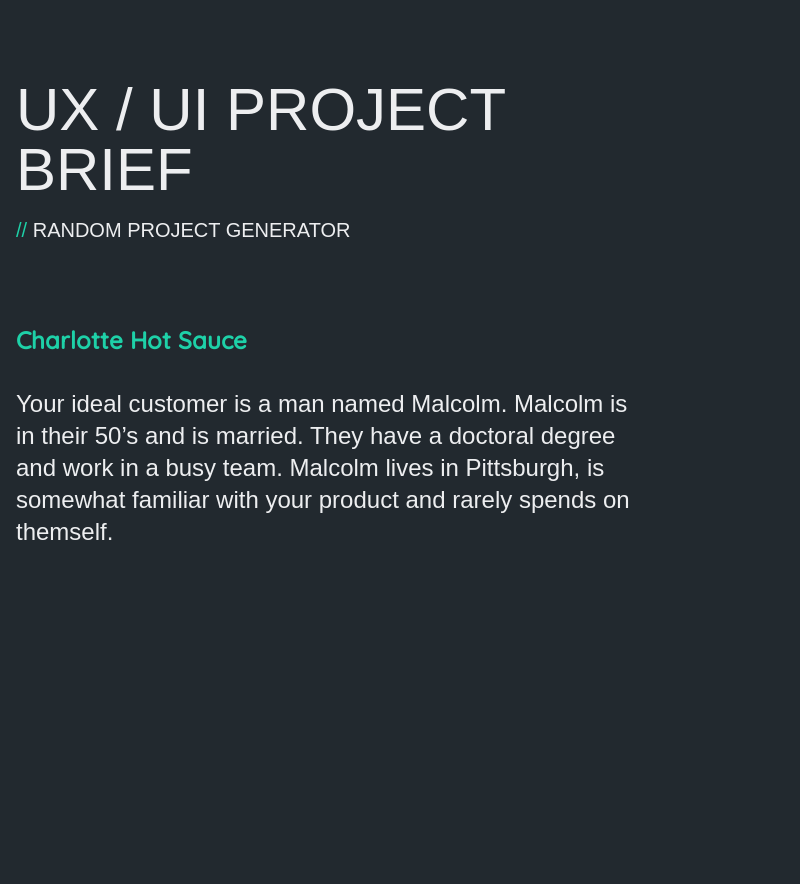 UX / UI PROJECT
BRIEF
// RANDOM PROJECT GENERATOR
Charlotte Hot Sauce
Your ideal customer is a man named Malcolm. Malcolm is
in their 50’s and is married. They have a doctoral degree
and work in a busy team. Malcolm lives in Pittsburgh, is
somewhat familiar with your product and rarely spends on
themself.